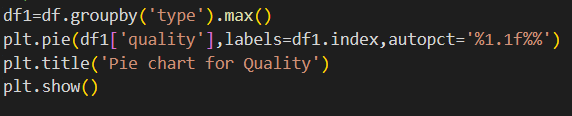 df1=df.groupby('type').max()
plt.pie(df1['quality'],labels=df1.index,autopct='%1.1f%%')
plt.title('Pie chart for Quality')
plt.show()